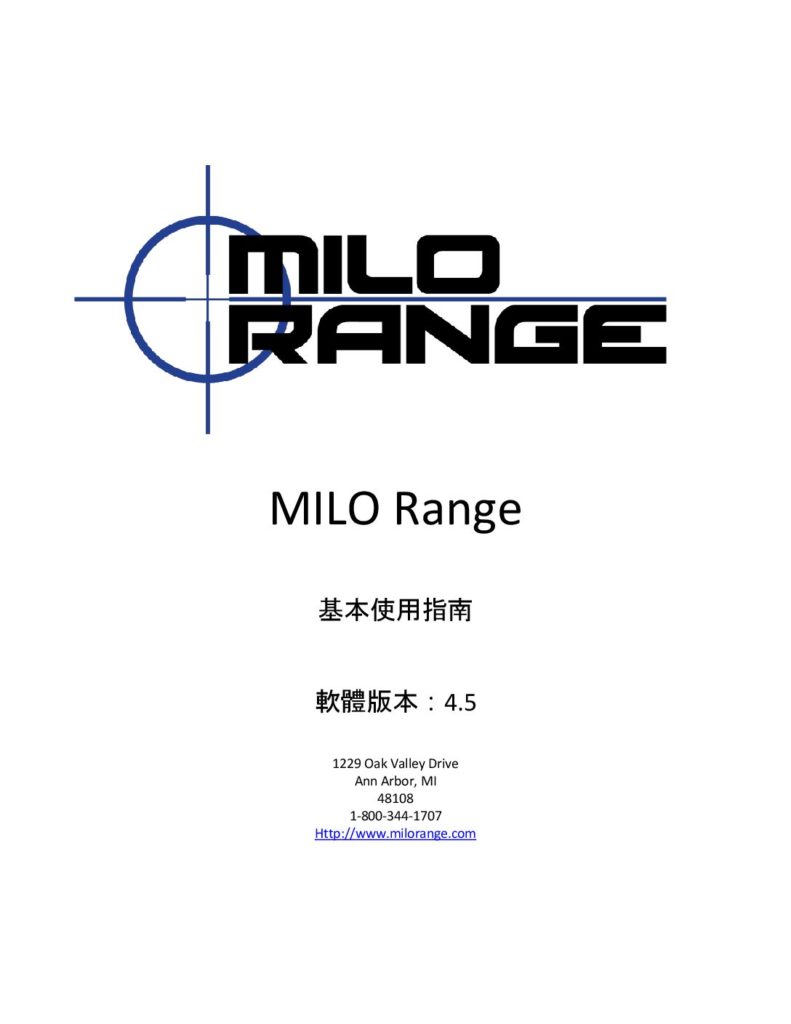 MILO
RANGE
MILO Range
基本使用指南
軟體版本：4.5
1229 Oak Valley Drive
Ann Arbor, MI
48108
1-800-344-1707
Http://www.milorange.com